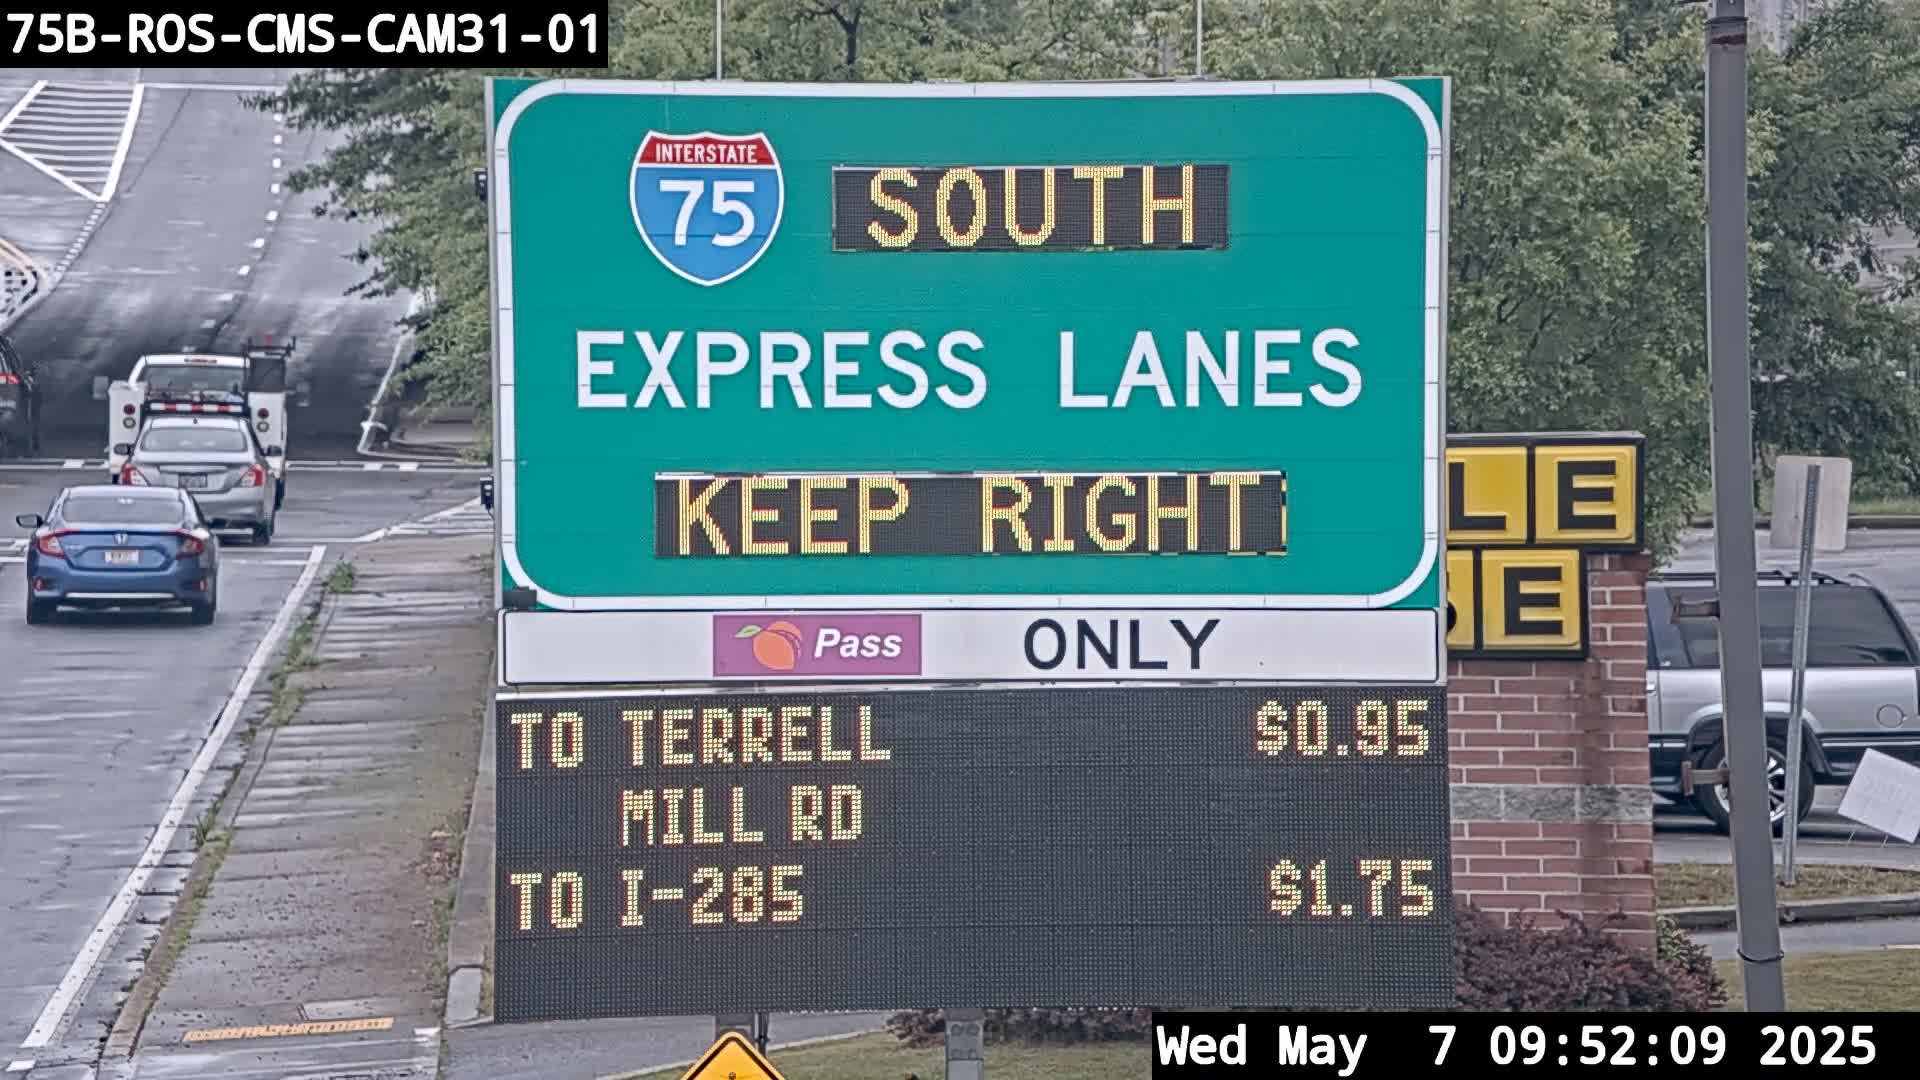 75B-ROS-CMS-CAM31-01
INTERSTATE
75
SOUTH
EXPRESS LANES
KEEP RIGHT
Pass ONLY
TO TERRELL $0.95
MILL RD
TO I-285 $1.75
LE
E
Wed May 7 09:52:09 2025